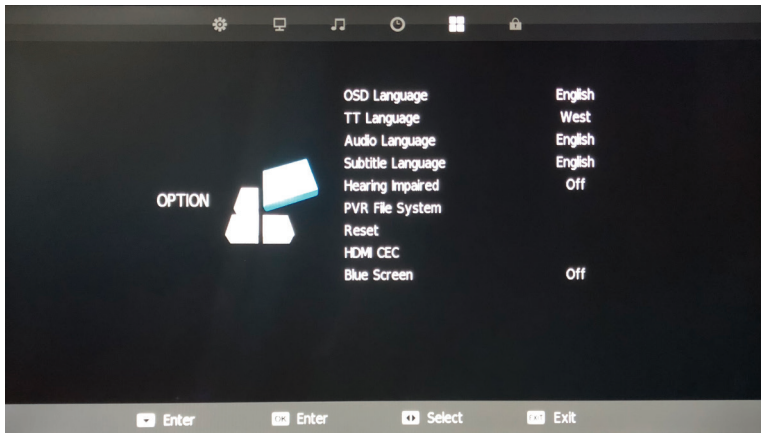 OSD Language English
TT Language West
Audio Language English
Subtitle Language English
Hearing Impaired Off
OPTION
PVR File System
Reset
HDMI CEC
Blue Screen Off
Enter OK Enter Select EXIT Exit